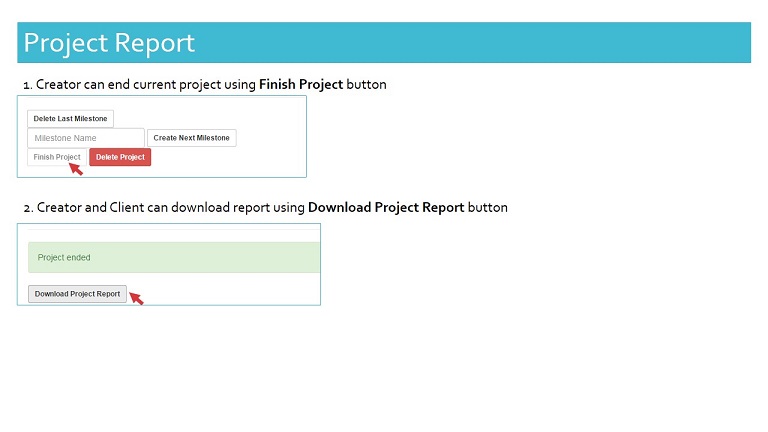 Project Report
1. Creator can end current project using Finish Project button
Delete Last Milestone
Milestone Name Create Next Milestone
Finish Project Delete Project
2. Creator and Client can download report using Download Project Report button
Project ended
Download Project Report